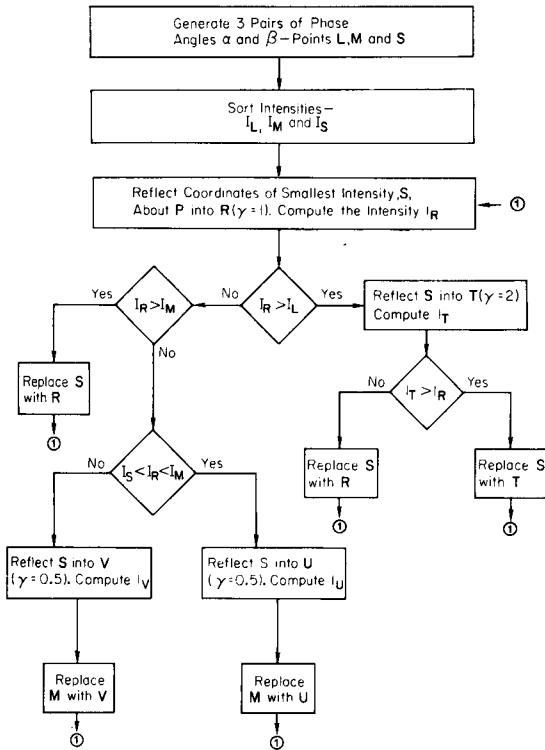 Generate 3 Pairs of Phase
Angles α and β-Points L,M and S
Sort Intensities-
I_L, I_M and I_S
Reflect Coordinates of Smallest Intensity,S,
About P into R(γ=1). Compute the Intensity I_R
①
Yes
I_R>I_M
No
I_R>I_L
Yes
Reflect S into T(γ=2)
Compute I_T
No
Replace S
with R
①
No
I_T>I_R
Yes
Replace S
with R
①
Replace S
with T
①
No
I_S<I_R<I_M
Yes
Reflect S into V
(γ=0.5). Compute I_V
Reflect S into U
(γ=0.5). Compute I_U
Replace
M with V
①
Replace
M with U
①